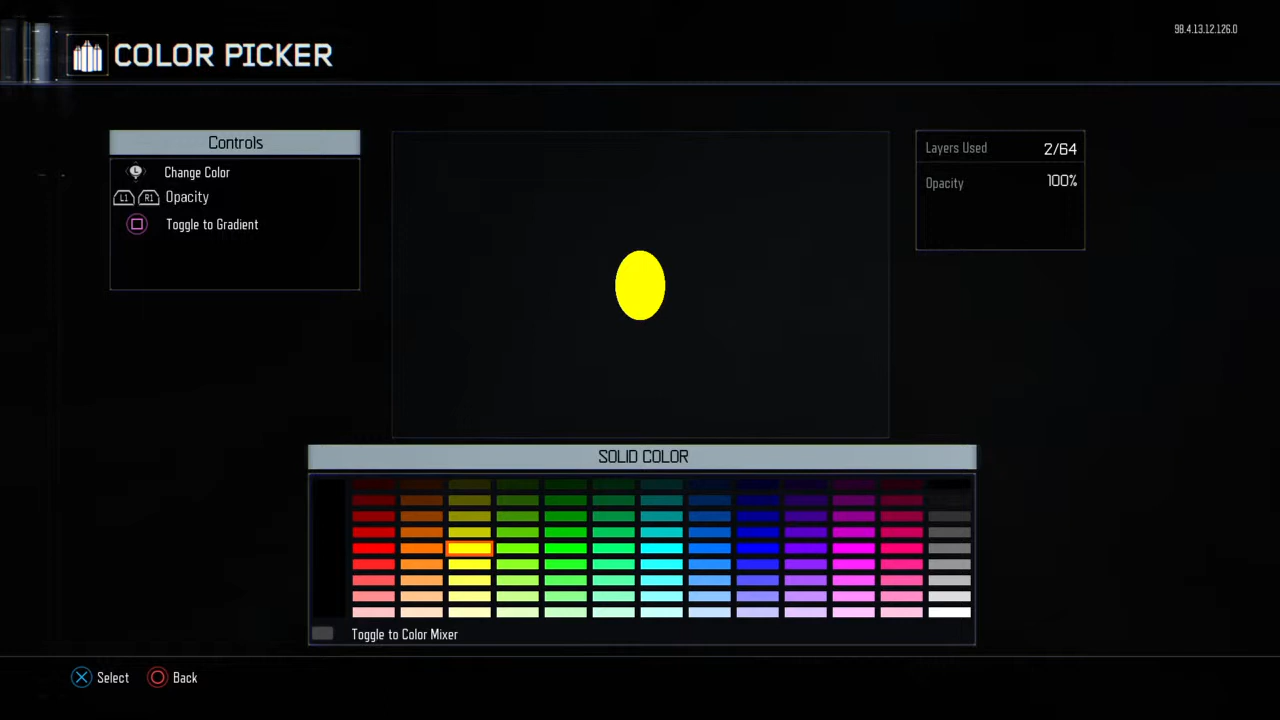 COLOR PICKER
98.4.13.12.126.0
Controls
L Change Color
L1 R1 Opacity
Toggle to Gradient
Layers Used 2/64
Opacity 100%
SOLID COLOR
Toggle to Color Mixer
Select Back